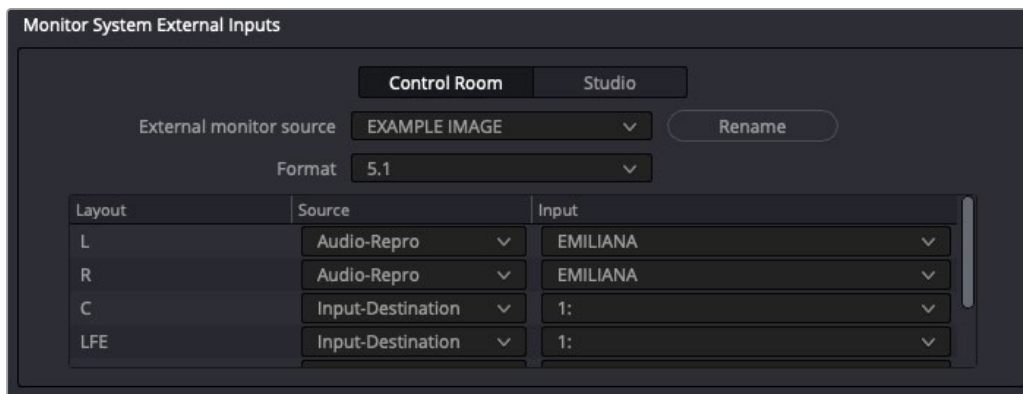 Monitor System External Inputs
Control Room Studio
External monitor source EXAMPLE IMAGE Rename
Format 5.1
Layout Source Input
L Audio-Repro EMILIANA
R Audio-Repro EMILIANA
C Input-Destination 1:
LFE Input-Destination 1: